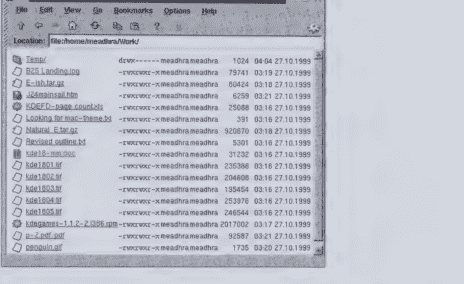 File Edit View Go Bookmarks Options Help
Location: file:/home/meadhra/Work/
Temp/ drwx------ meadhra meadhra 1024 04:04 27.10.1999
B2S Landing.jpg -rwxrwxr-x meadhra meadhra 79741 03:19 27.10.1999
E-ish.tar.gz -rwxrwxr-x meadhra meadhra 80424 03:18 27.10.1999
-rwxrwxr-x meadhra meadhra 6259 03:21 27.10.1999
KDEFD-page count.xls -rwxrwxr-x meadhra meadhra 25088 03:16 27.10.1999
Looking for mac-theme.txt -rwxrwxr-x meadhra meadhra 391 03:16 27.10.1999
Natural E.tar.gz -rwxrwxr-x meadhra meadhra 920670 03:18 27.10.1999
Revised outline.txt -rwxrwxr-x meadhra meadhra 5301 03:16 27.10.1999
kde18-mm.doc -rwxrwxr-x meadhra meadhra 31232 03:16 27.10.1999
kde1801.tif -rwxrwxr-x meadhra meadhra 236388 03:16 27.10.1999
kde1802.tif -rwxrwxr-x meadhra meadhra 204608 03:16 27.10.1999
kde1803.tif -rwxrwxr-x meadhra meadhra 195454 03:16 27.10.1999
kde1804.tif -rwxrwxr-x meadhra meadhra 253976 03:16 27.10.1999
kde1805.tif -rwxrwxr-x meadhra meadhra 246544 03:16 27.10.1999
kdegames-1.1.2-2.i386.rpm -rwxrwxr-x meadhra meadhra 2017002 03:17 27.10.1999
p-2.pdf.pdf -rwxrwxr-x meadhra meadhra 92587 03:21 27.10.1999
penguin.gif -rwxrwxr-x meadhra meadhra 1735 03:20 27.10.1999